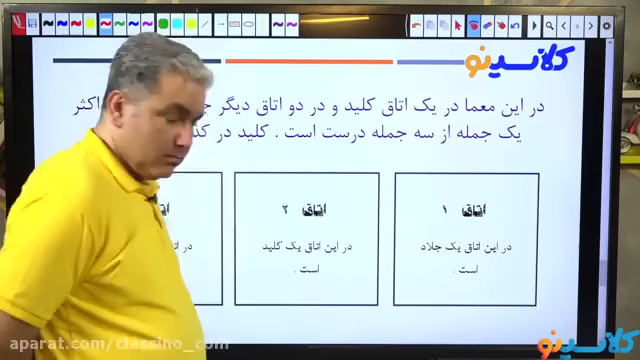 کلاسینو
در این معما در یک اتاق کلید و در دو اتاق دیگر
اکثر
یک جمله از سه جمله درست است . کلید در
اتاق ۱
در این اتاق یک جلاد
است .
اتاق ۲
در این اتاق یک کلید
است .
aparat.com/classino_com
کلاسینو